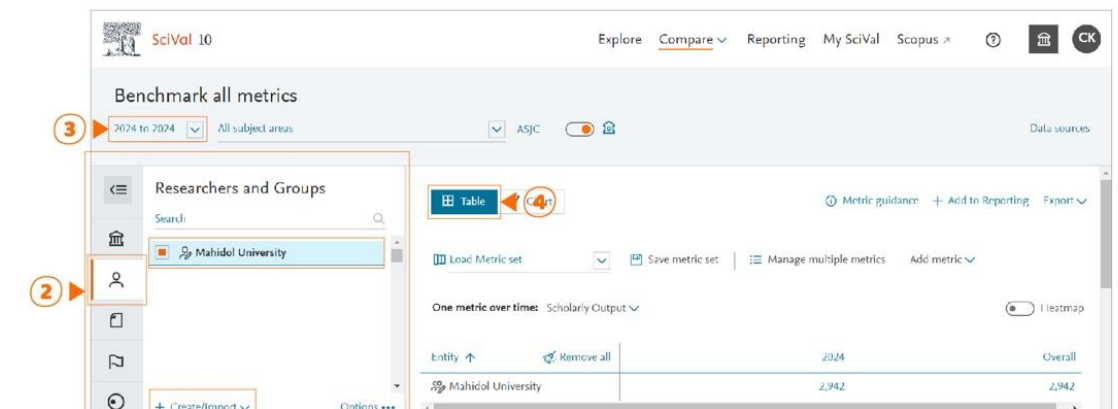 SciVal 10
Explore Compare Reporting My SciVal Scopus ↗ ? CK
Benchmark all metrics
3 2024 to 2024 All subject areas ASJC Data sources
Researchers and Groups
Table 4 Metric guidance + Add to Reporting Export
Search
Mahidol University
Load Metric set Save metric set Manage multiple metrics Add metric
2
One metric over time: Scholarly Output Heatmap
Entity ↑ Remove all 2024 Overall
Mahidol University 2,942 2,942
+ Create/Import Options •••